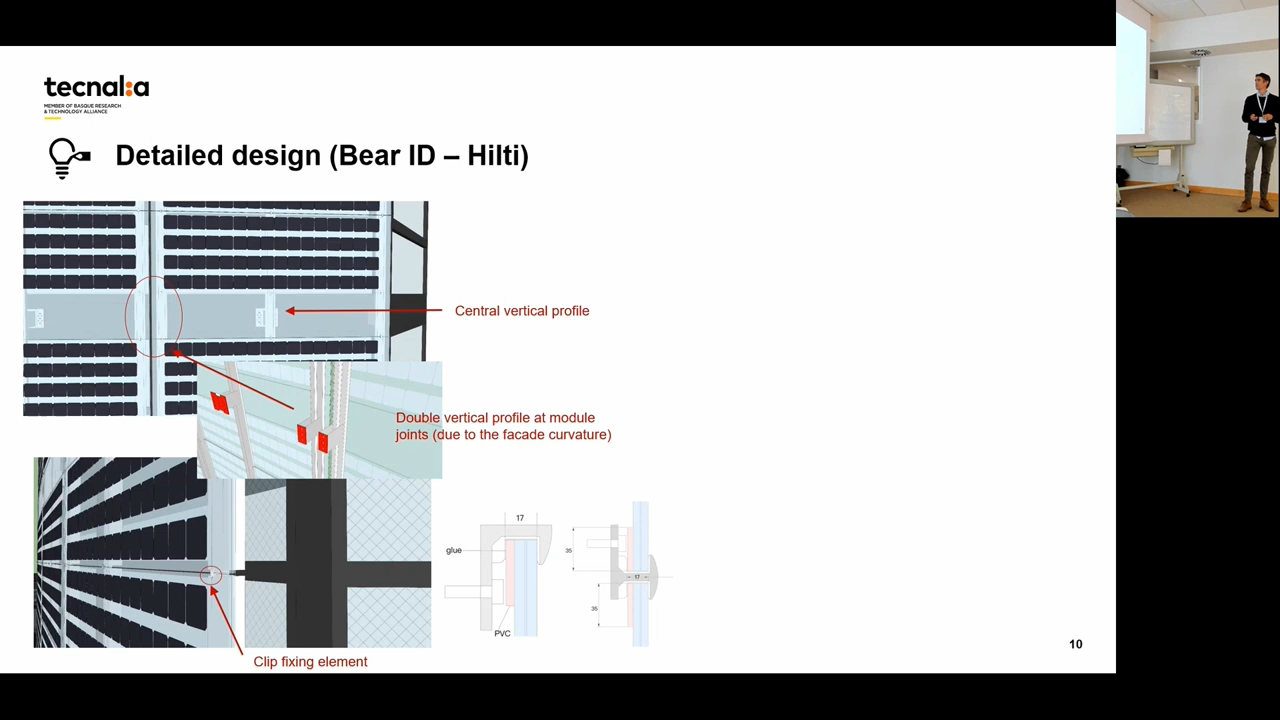 tecnal:a
MEMBER OF BASQUE RESEARCH
& TECHNOLOGY ALLIANCE
Detailed design (Bear ID – Hilti)
Central vertical profile
Double vertical profile at module
joints (due to the facade curvature)
17
glue
PVC
35
17
35
Clip fixing element
10